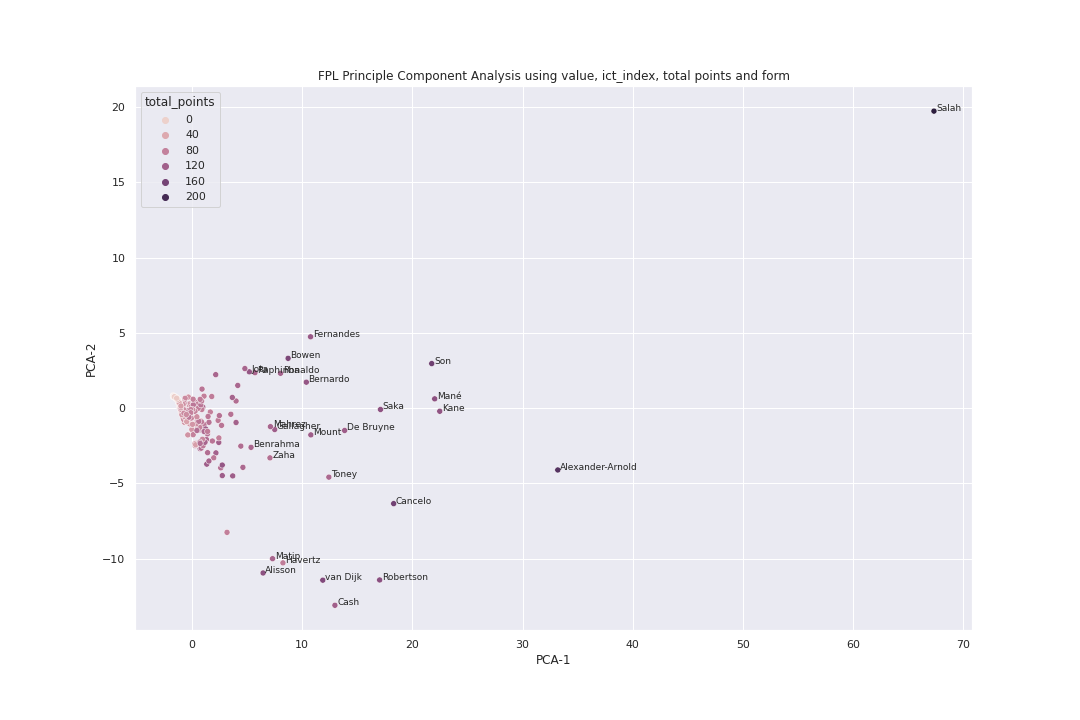 FPL Principle Component Analysis using value, ict_index, total points and form
total_points
0
40
80
120
160
200
20
15
10
5
0
−5
−10
PCA-2
Salah
Fernandes
Bowen
Son
Raphinha
Ronaldo
Bernardo
Mané
Saka
Kane
Mahrez
Gallagher
Mount
De Bruyne
Benrahma
Zaha
Alexander-Arnold
Toney
Cancelo
Matip
Havertz
Alisson
van Dijk
Robertson
Cash
0
10
20
30
40
50
60
70
PCA-1